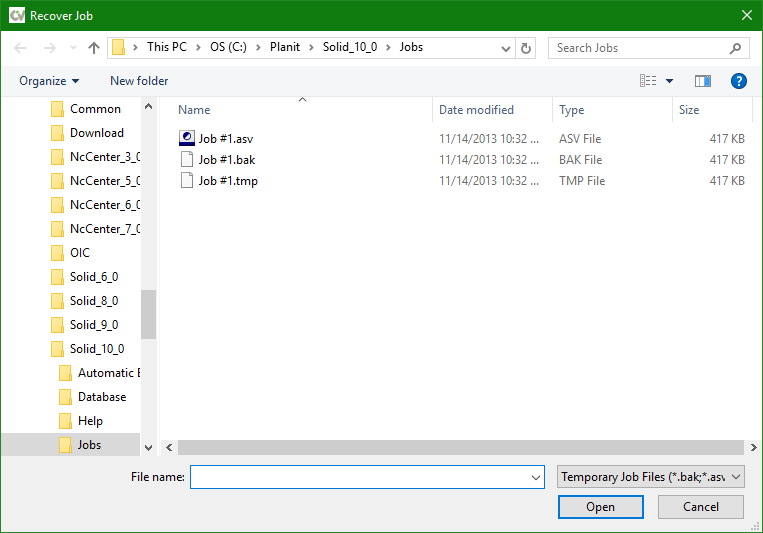 CV Recover Job
This PC > OS (C:) > Planit > Solid_10_0 > Jobs
Search Jobs
Organize
New folder
?
Common
Download
NcCenter_3_0
NcCenter_5_0
NcCenter_6_0
NcCenter_7_0
OIC
Solid_6_0
Solid_8_0
Solid_9_0
Solid_10_0
Automatic E
Database
Help
Jobs
Name Date modified Type Size
Job #1.asv 11/14/2013 10:32 ... ASV File 417 KB
Job #1.bak 11/14/2013 10:32 ... BAK File 417 KB
Job #1.tmp 11/14/2013 10:32 ... TMP File 417 KB
File name:
Temporary Job Files (*.bak;*.asv
Open
Cancel